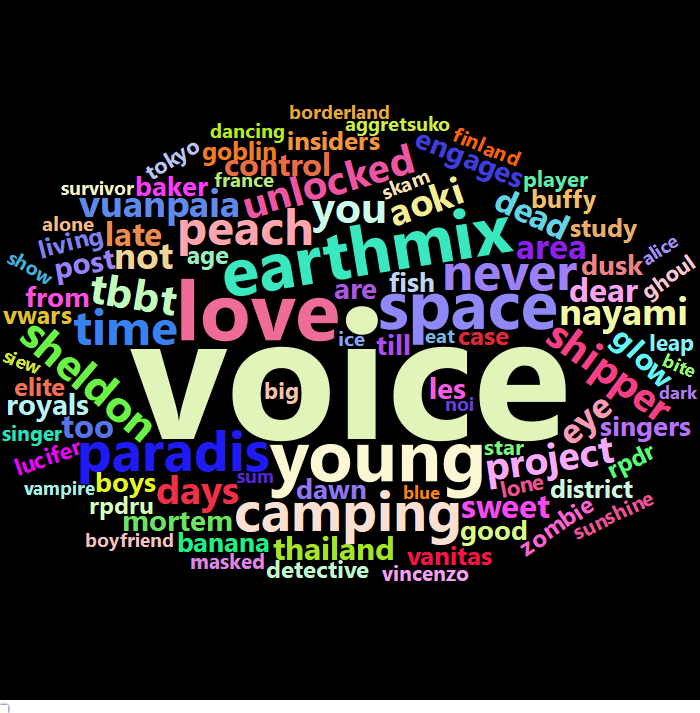 borderland
dancing
aggretsuko
tokyo
goblin
insiders
engages
finland
control
unlocked
survivor
baker
france
skam
player
vuanpaia
you
aoki
dead
buffy
alone
late
peach
earthmix
area
study
living
not
age
alice
show
post
never
dusk
ghoul
from
tbbt
are
fish
space
dear
vwars
time
love
nayami
siew
sheldon
ice
till
eat
case
shipper
glow
leap
bite
elite
voice
big
les
dark
royals
noi
eye
singer
too
singers
lucifer
paradis
young
star
project
rpdr
vampire
boys
days
sum
dawn
blue
lone
district
rpdru
camping
sweet
zombie
sunshine
mortem
good
boyfriend
banana
thailand
vanitas
masked
detective
vincenzo